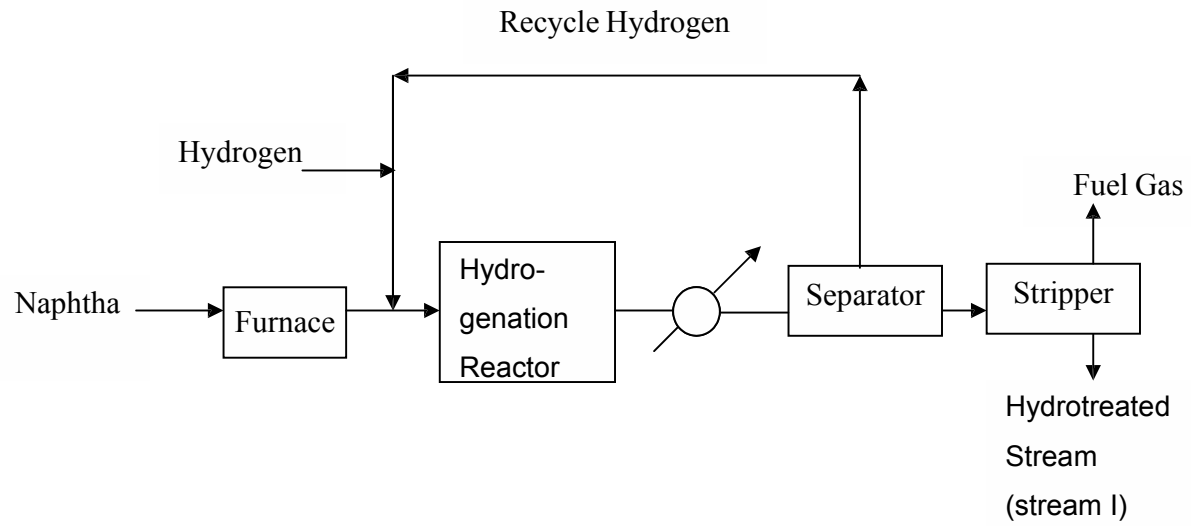 Recycle Hydrogen
Hydrogen
Fuel Gas
Naphtha
Furnace
Hydro-
genation
Reactor
Separator
Stripper
Hydrotreated
Stream
(stream I)